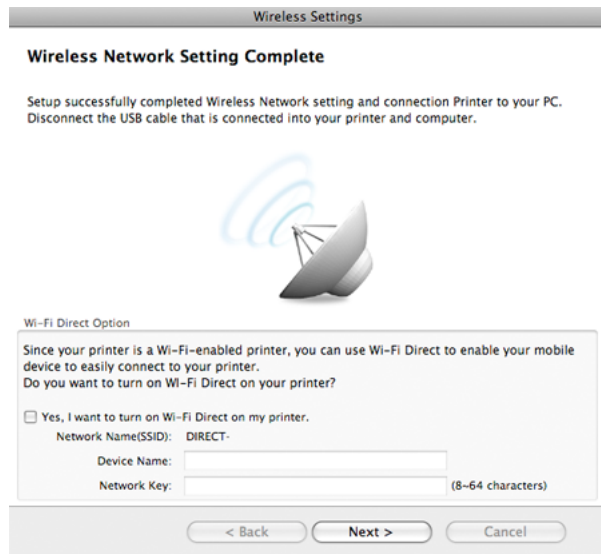 Wireless Settings
Wireless Network Setting Complete
Setup successfully completed Wireless Network setting and connection Printer to your PC.
Disconnect the USB cable that is connected into your printer and computer.
Wi-Fi Direct Option
Since your printer is a Wi-Fi-enabled printer, you can use Wi-Fi Direct to enable your mobile
device to easily connect to your printer.
Do you want to turn on WI-Fi Direct on your printer?
Yes, I want to turn on Wi-Fi Direct on my printer.
Network Name(SSID): DIRECT-
Device Name:
Network Key: (8~64 characters)
< Back Next > Cancel